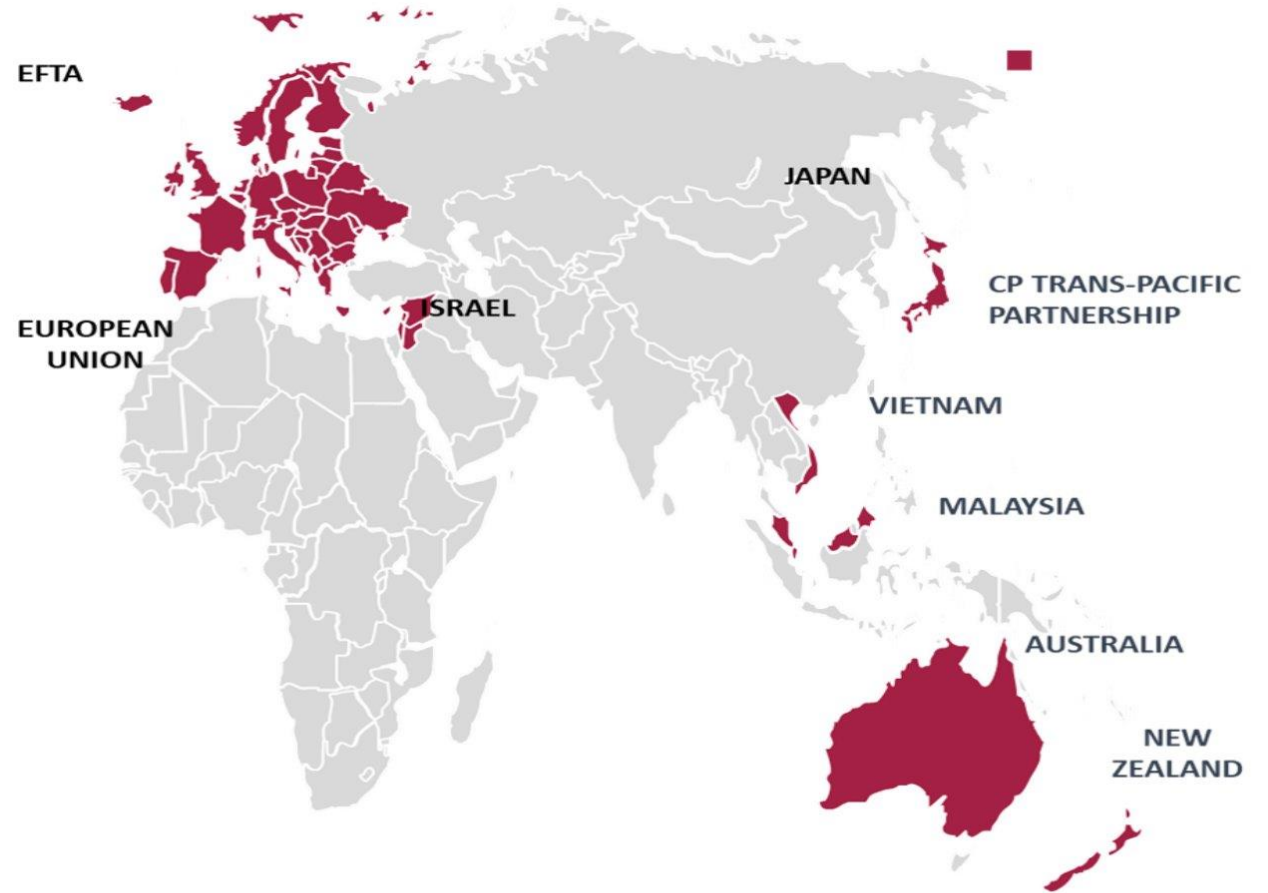 EFTA
JAPAN
CP TRANS-PACIFIC
PARTNERSHIP
ISRAEL
EUROPEAN
UNION
VIETNAM
MALAYSIA
AUSTRALIA
NEW
ZEALAND